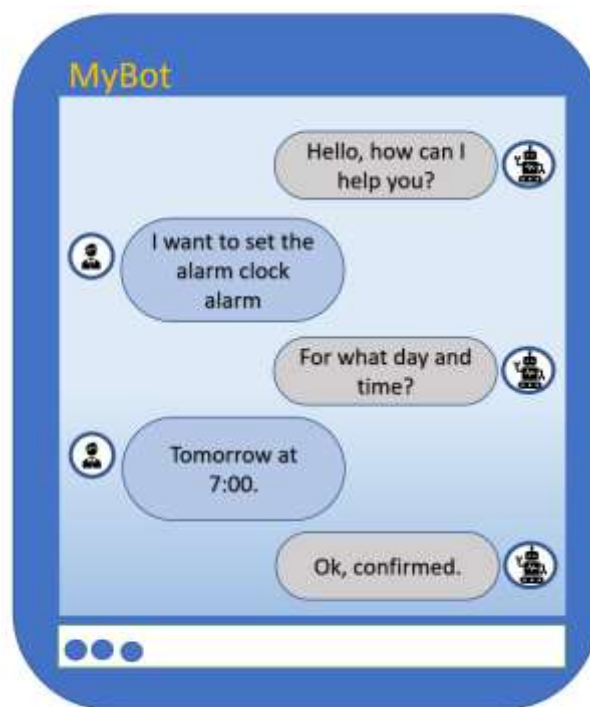 MyBot
Hello, how can I
help you?
I want to set the
alarm clock
alarm
For what day and
time?
Tomorrow at
7:00.
Ok, confirmed.